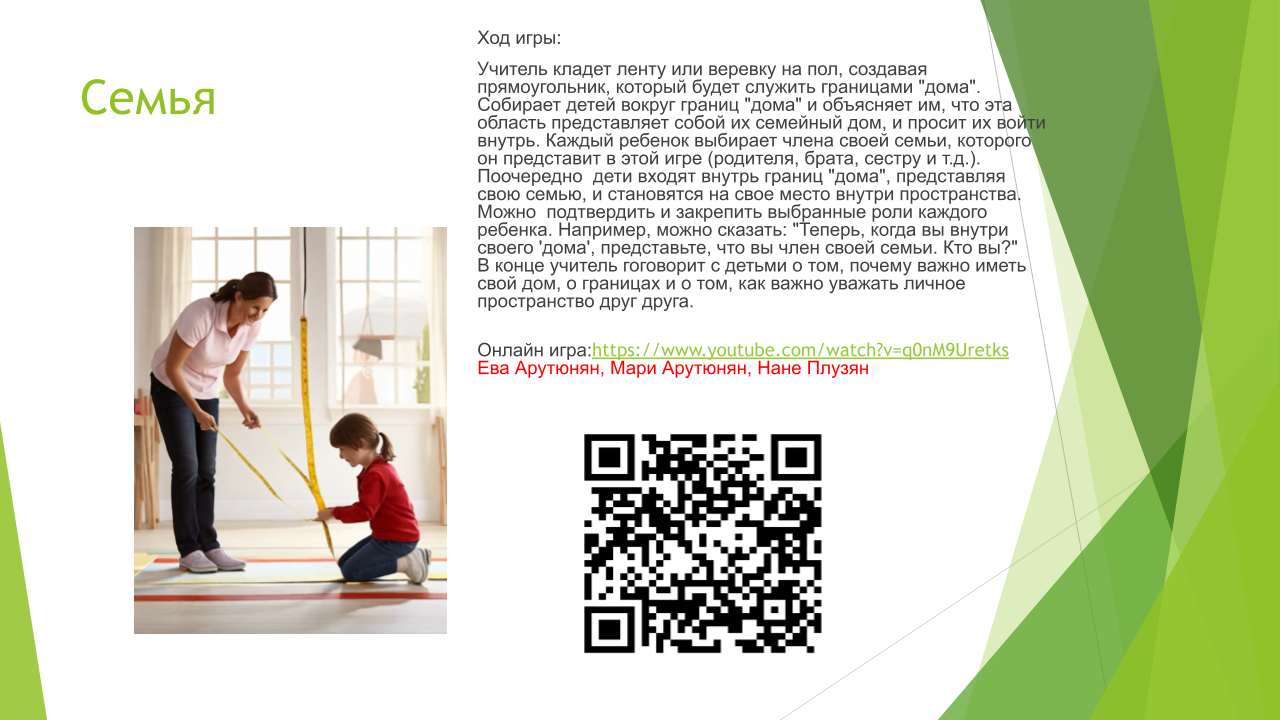 Семья
Ход игры:
Учитель кладет ленту или веревку на пол, создавая
прямоугольник, который будет служить границами "дома".
Собирает детей вокруг границ "дома" и объясняет им, что эта
область представляет собой их семейный дом, и просит их войти
внутрь. Каждый ребенок выбирает члена своей семьи, которого
он представит в этой игре (родителя, брата, сестру и т.д.).
Поочередно  дети входят внутрь границ "дома", представляя
свою семью, и становятся на свое место внутри пространства.
Можно  подтвердить и закрепить выбранные роли каждого
ребенка. Например, можно сказать: "Теперь, когда вы внутри
своего 'дома', представьте, что вы член своей семьи. Кто вы?"
В конце учитель гоговорит с детьми о том, почему важно иметь
свой дом, о границах и о том, как важно уважать личное
пространство друг друга.
Онлайн игра:https://www.youtube.com/watch?v=q0nM9Uretks
Ева Арутюнян, Мари Арутюнян, Нане Плузян